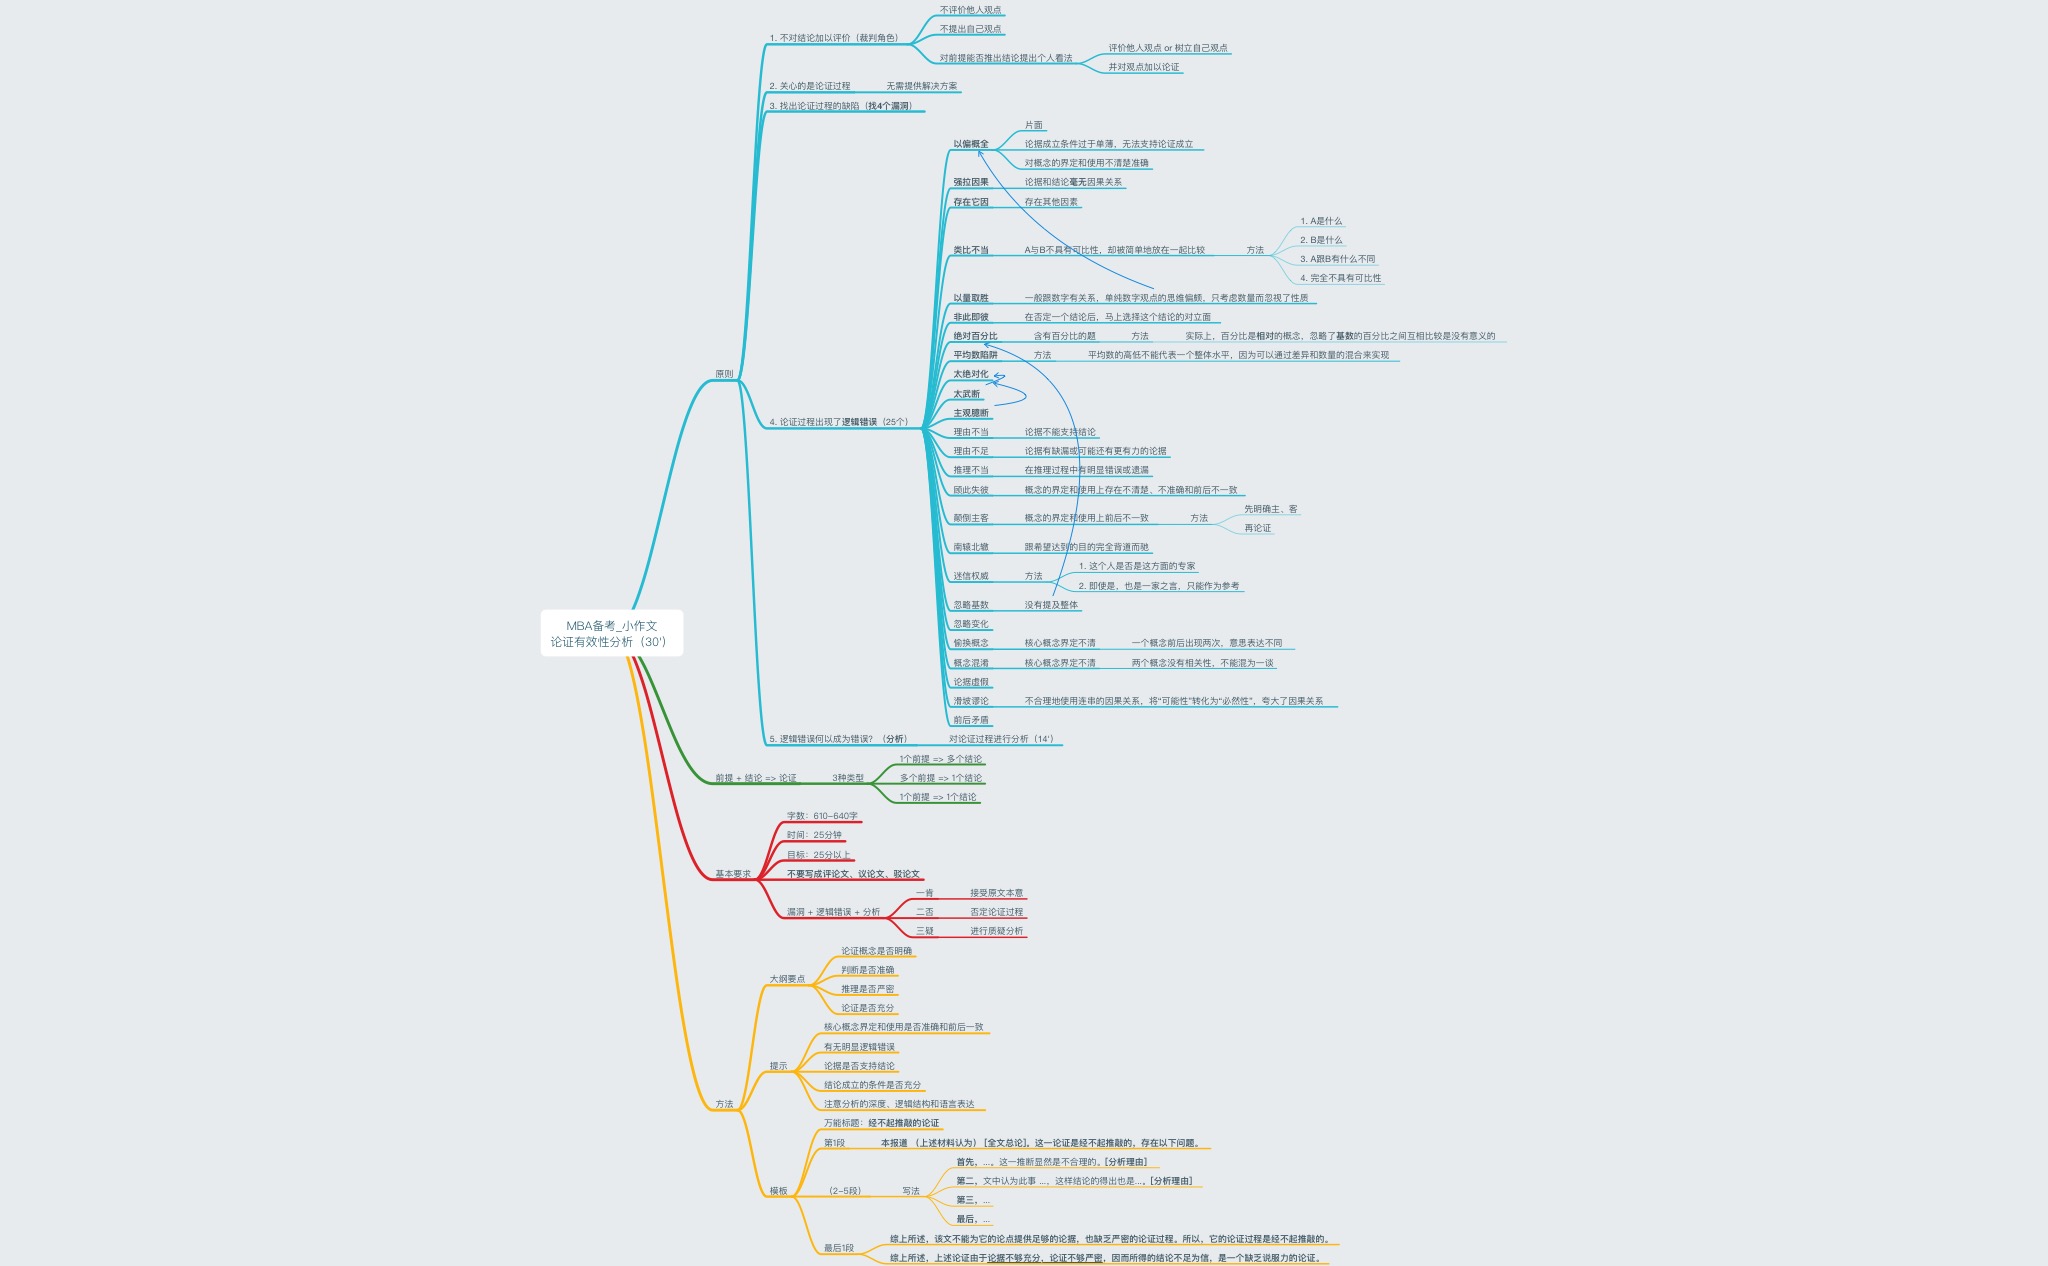 MBA备考_小作文
论证有效性分析（30'）
原则
1. 不对结论加以评价（裁判角色）
不评价他人观点
不提出自己观点
对前提能否推出结论提出个人看法
评价他人观点 or 树立自己观点
并对观点加以论证
2. 关心的是论证过程
无需提供解决方案
3. 找出论证过程的缺陷（找4个漏洞）
4. 论证过程出现了逻辑错误（25个）
以偏概全
片面
论据成立条件过于单薄，无法支持论证成立
对概念的界定和使用不清楚准确
强拉因果
论据和结论毫无因果关系
存在它因
存在其他因素
类比不当
A与B不具有可比性，却被简单地放在一起比较
方法
1. A是什么
2. B是什么
3. A跟B有什么不同
4. 完全不具有可比性
以量取胜
一般跟数字有关系，单纯数字观点的思维偏颇，只考虑数量而忽视了性质
非此即彼
在否定一个结论后，马上选择这个结论的对立面
绝对百分比
含有百分比的题
方法
实际上，百分比是相对的概念，忽略了基数的百分比之间互相比较是没有意义的
平均数陷阱
方法
平均数的高低不能代表一个整体水平，因为可以通过差异和数量的混合来实现
太绝对化
太武断
主观臆断
理由不当
论据不能支持结论
理由不足
论据有缺漏或可能还有更有力的论据
推理不当
在推理过程中有明显错误或遗漏
顾此失彼
概念的界定和使用上存在不清楚、不准确和前后不一致
颠倒主客
概念的界定和使用上前后不一致
方法
先明确主、客
再论证
南辕北辙
跟希望达到的目的完全背道而驰
迷信权威
方法
1. 这个人是否是这方面的专家
2. 即使是，也是一家之言，只能作为参考
忽略基数
没有提及整体
忽略变化
偷换概念
核心概念界定不清
一个概念前后出现两次，意思表达不同
概念混淆
核心概念界定不清
两个概念没有相关性，不能混为一谈
论据虚假
滑坡谬论
不合理地使用连串的因果关系，将“可能性”转化为“必然性”，夸大了因果关系
前后矛盾
5. 逻辑错误何以成为错误？（分析）
对论证过程进行分析（14'）
前提 + 结论 => 论证
3种类型
1个前提 => 多个结论
多个前提 => 1个结论
1个前提 => 1个结论
基本要求
字数：610-640字
时间：25分钟
目标：25分以上
不要写成评论文、议论文、驳论文
漏洞 + 逻辑错误 + 分析
一肯
接受原文本意
二否
否定论证过程
三疑
进行质疑分析
方法
大纲要点
论证概念是否明确
判断是否准确
推理是否严密
论证是否充分
提示
核心概念界定和使用是否准确和前后一致
有无明显逻辑错误
论据是否支持结论
结论成立的条件是否充分
注意分析的深度、逻辑结构和语言表达
模板
万能标题：经不起推敲的论证
第1段
本报道 （上述材料认为） [全文总论]，这一论证是经不起推敲的，存在以下问题。
（2-5段）
写法
首先，…。这一推断显然是不合理的，[分析理由]
第二，文中认为此事 …，这样结论的得出也是…。[分析理由]
第三，…
最后，…
最后1段
综上所述，该文不能为它的论点提供足够的论据，也缺乏严密的论证过程。所以，它的论证过程是经不起推敲的。
综上所述，上述论证由于论据不够充分，论证不够严密，因而所得的结论不足为信，是一个缺乏说服力的论证。